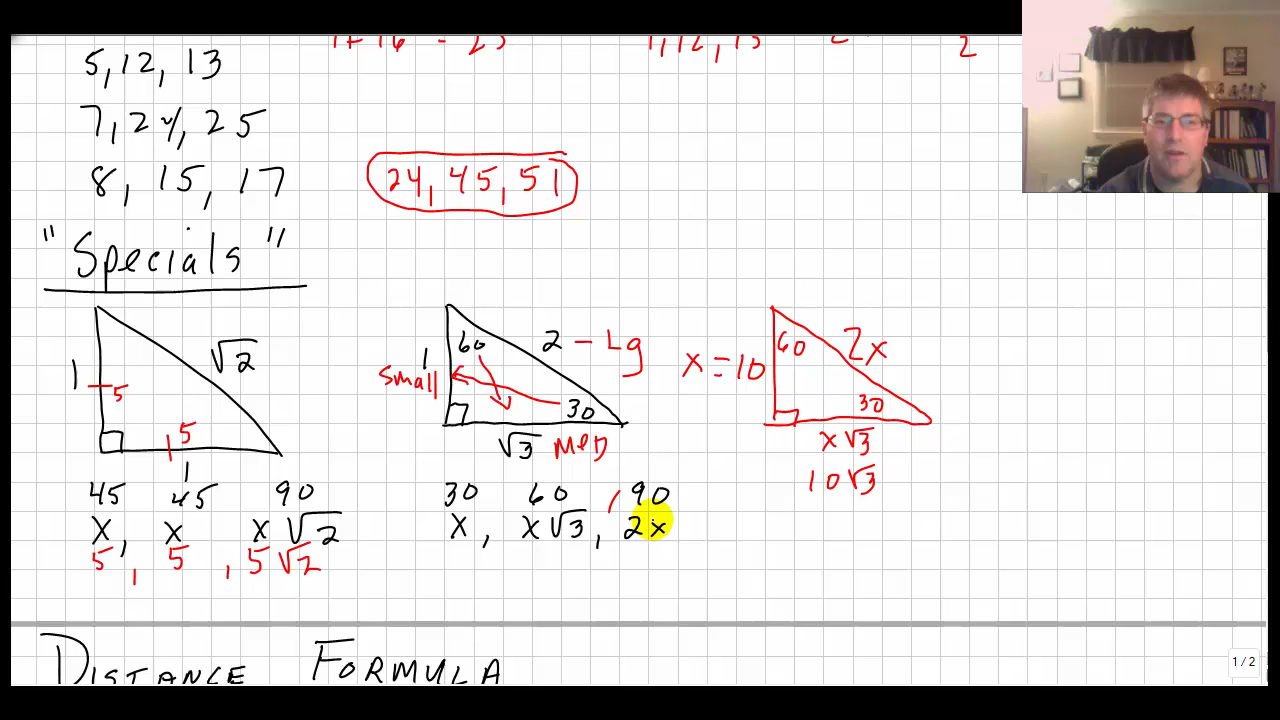 5, 12, 13
7, 24, 25
8, 15, 17
24, 45, 51
"Specials"
1
5
5
1
√2
45 45 90
x, x x√2
5, 5, 5√2
60
1
2 - Lg
Small
30
√3 MED
30 60, 90
x, x√3, 2x
60
2x
x = 10
30
x√3
10√3
DISTANCE FORMULA
1/2